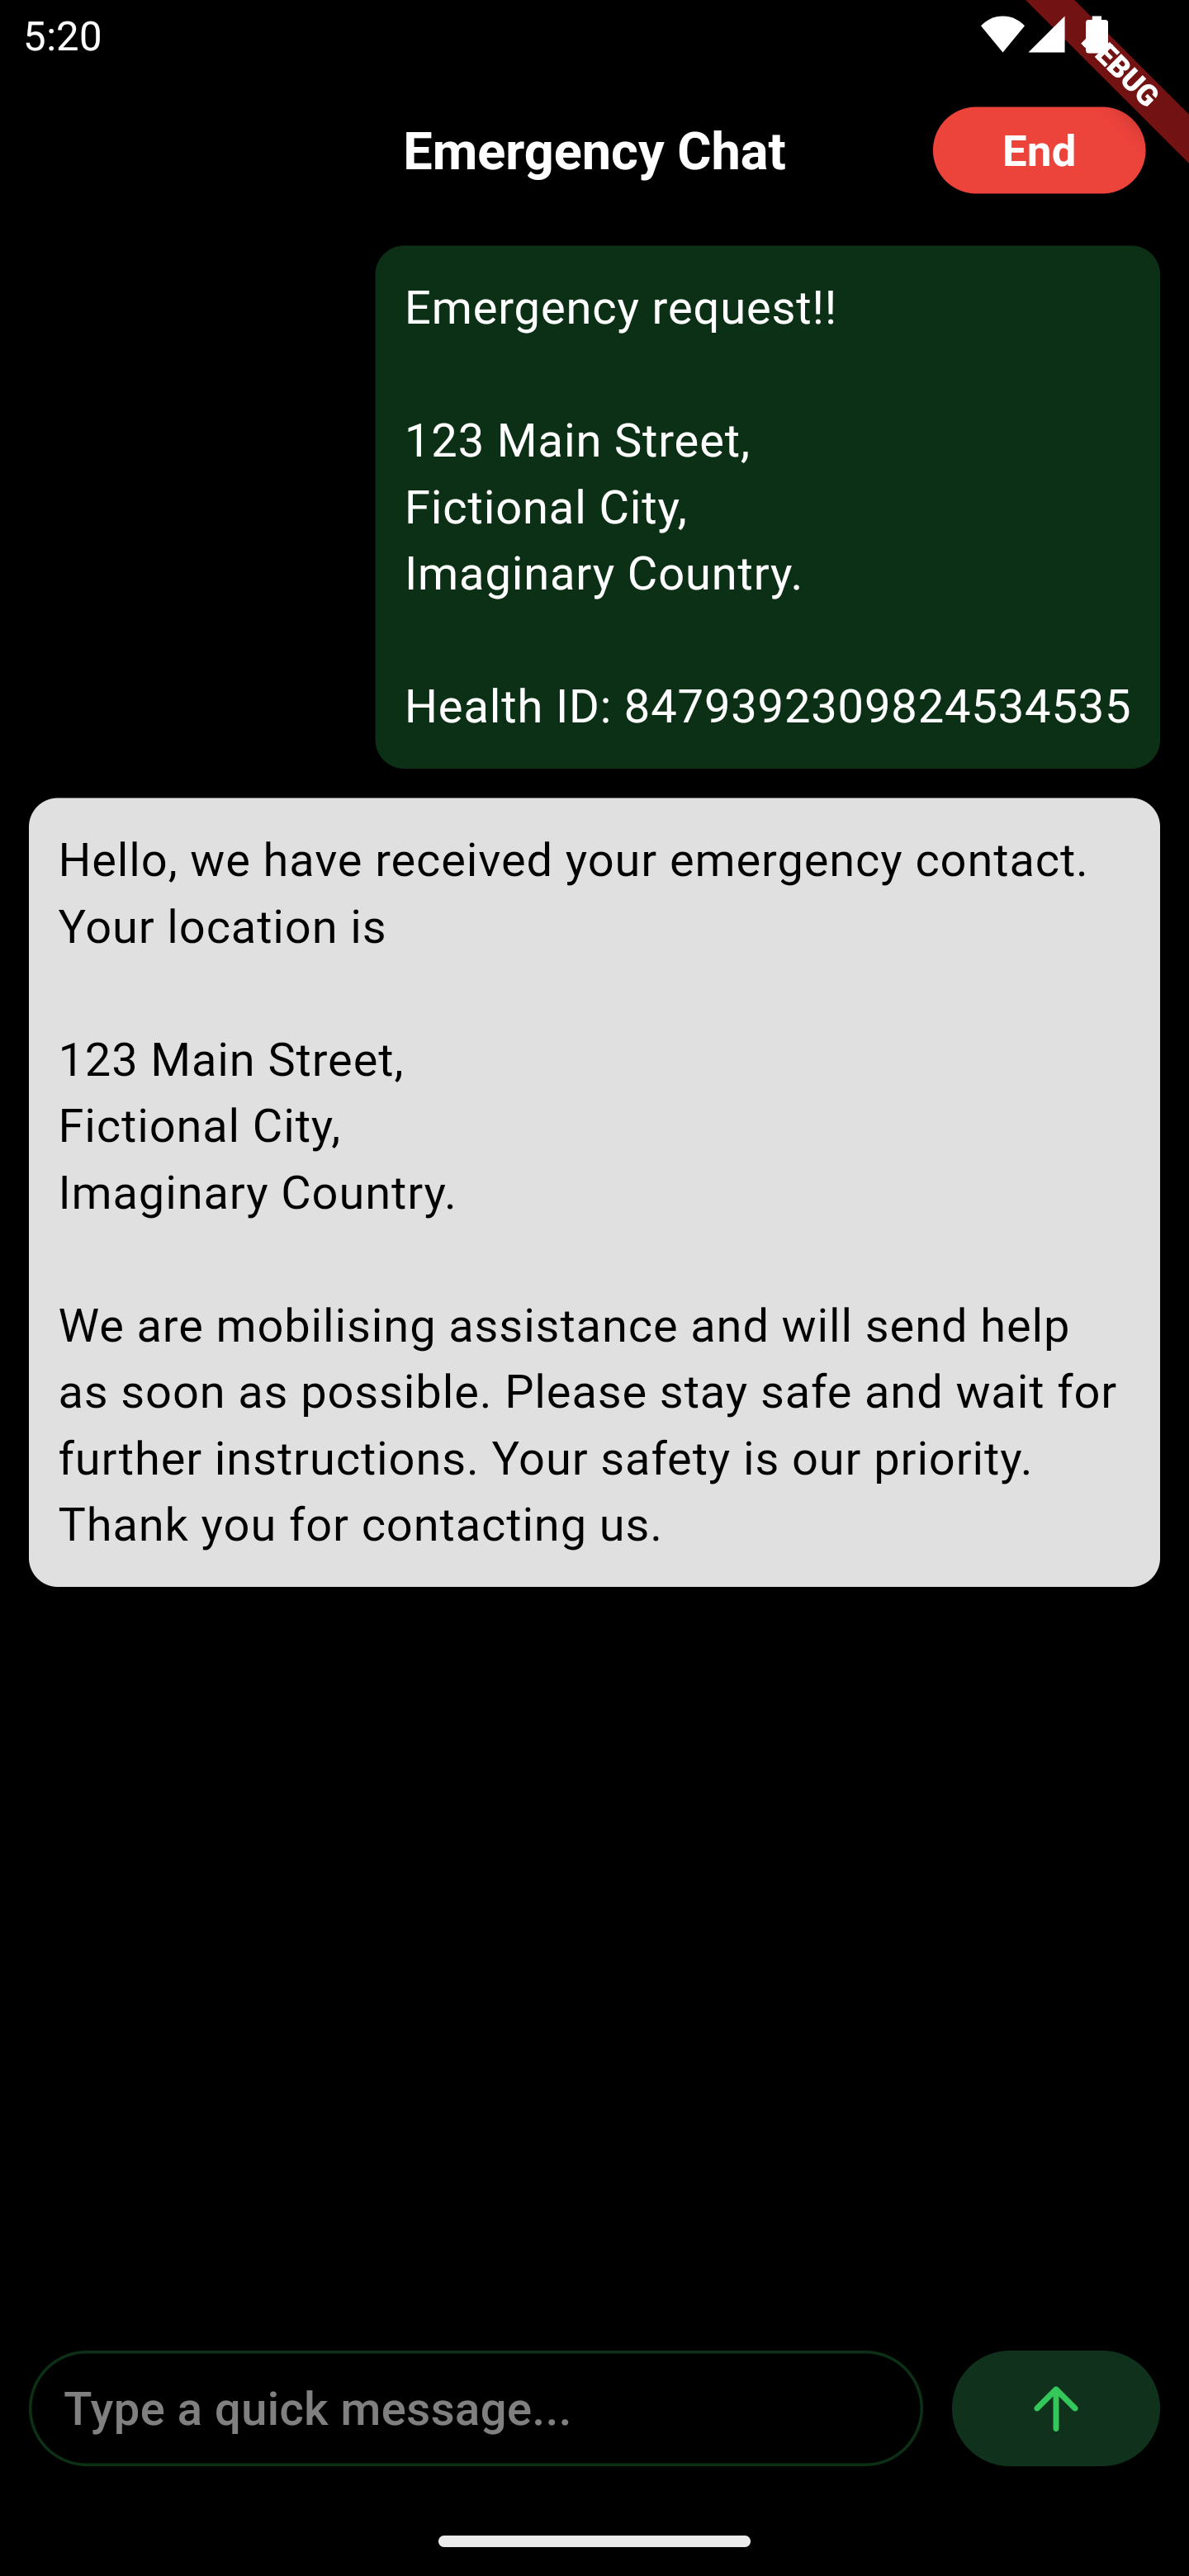 5:20
DEBUG
Emergency Chat
End
Emergency request!!
123 Main Street,
Fictional City,
Imaginary Country.
Health ID: 8479392309824534535
Hello, we have received your emergency contact.
Your location is
123 Main Street,
Fictional City,
Imaginary Country.
We are mobilising assistance and will send help
as soon as possible. Please stay safe and wait for
further instructions. Your safety is our priority.
Thank you for contacting us.
Type a quick message...